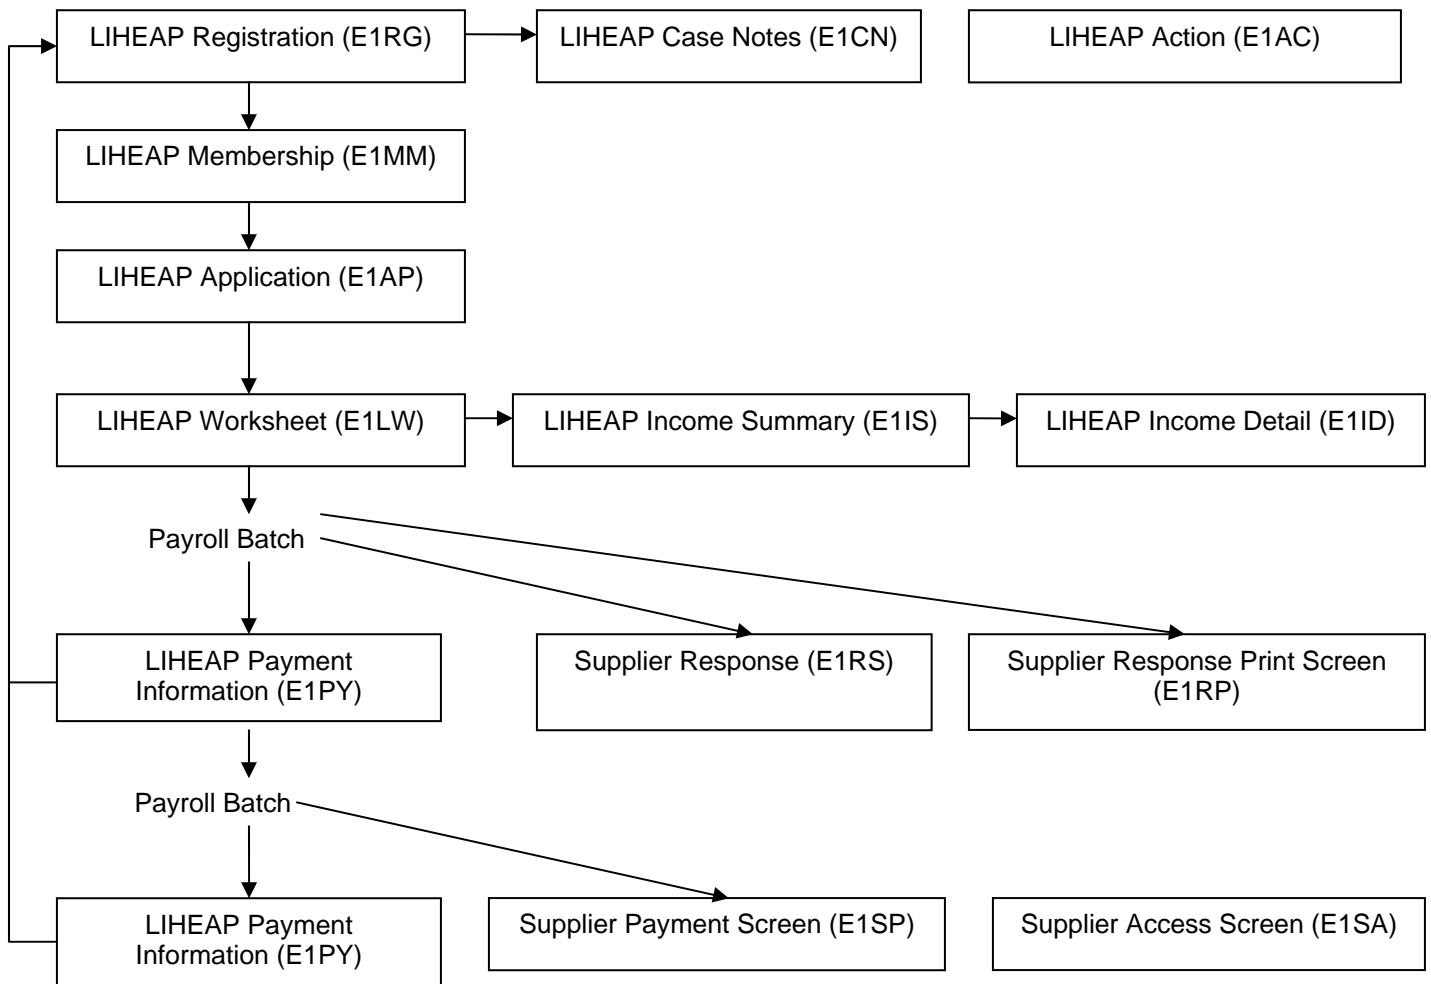 LIHEAP Registration (E1RG)
LIHEAP Case Notes (E1CN)
LIHEAP Action (E1AC)
LIHEAP Membership (E1MM)
LIHEAP Application (E1AP)
LIHEAP Worksheet (E1LW)
LIHEAP Income Summary (E1IS)
LIHEAP Income Detail (E1ID)
Payroll Batch
LIHEAP Payment
Information (E1PY)
Supplier Response (E1RS)
Supplier Response Print Screen
(E1RP)
Payroll Batch
LIHEAP Payment
Information (E1PY)
Supplier Payment Screen (E1SP)
Supplier Access Screen (E1SA)